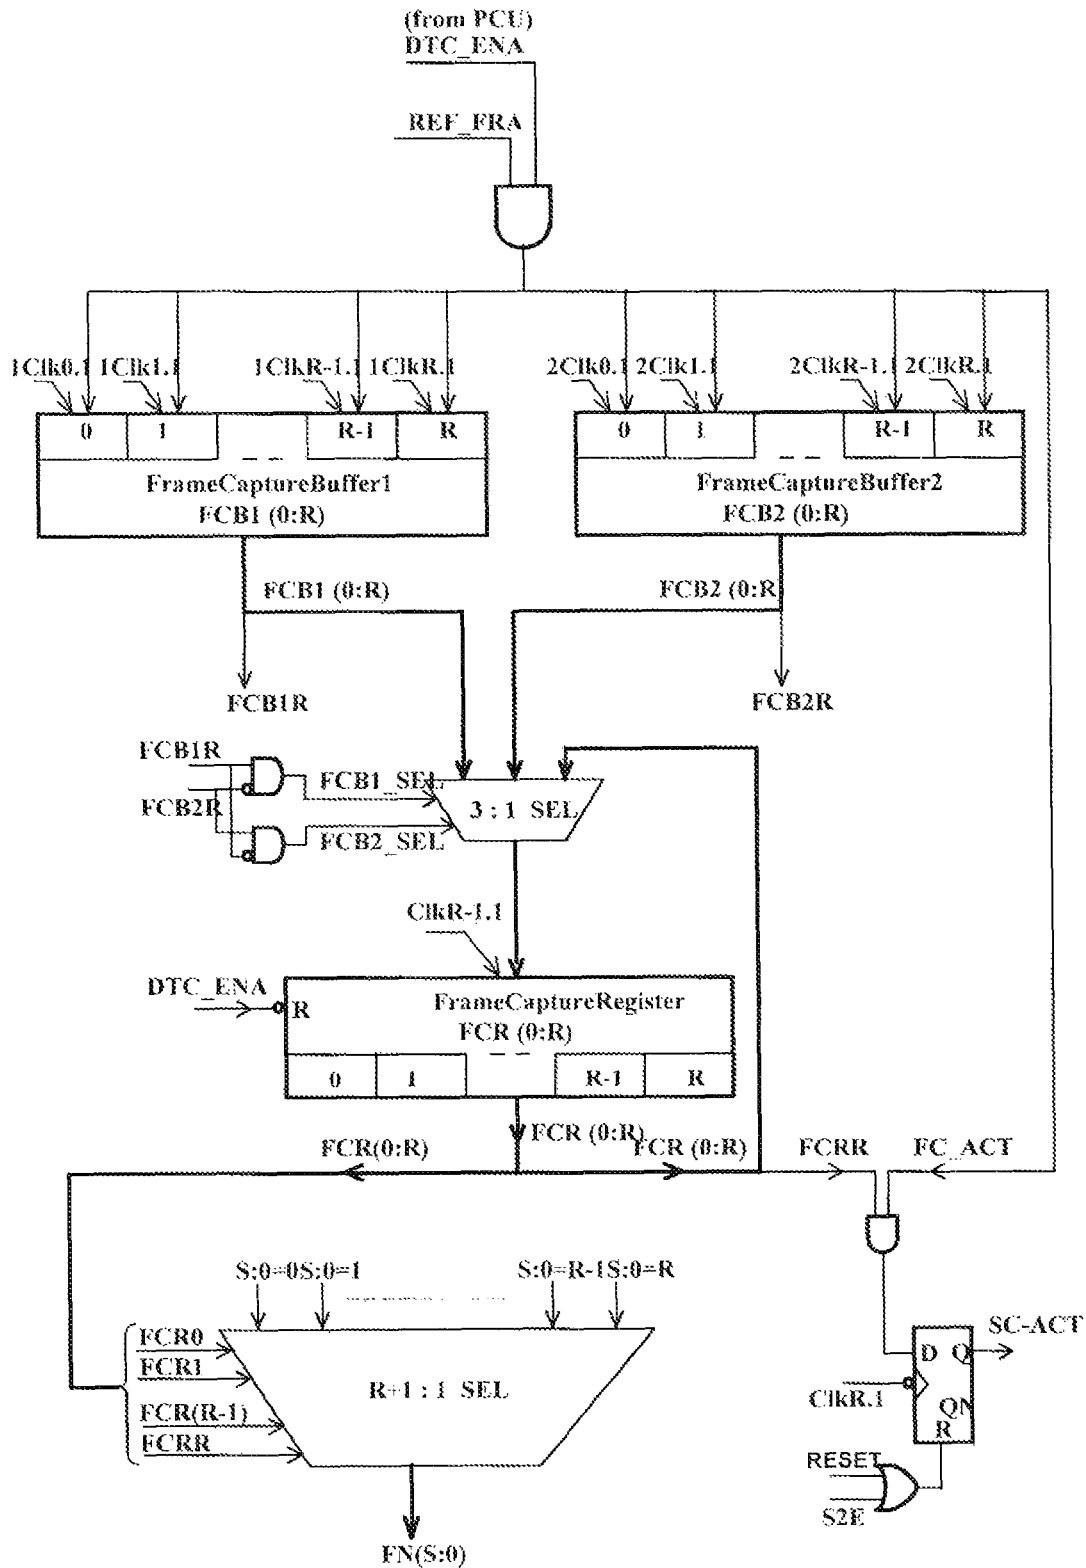 (from PCU)
DTC_ENA
REF_FRA
1Clk0.1 1Clk1.1 1ClkR-1.1 1ClkR.1
2Clk0.1 2Clk1.1 2ClkR-1.1 2ClkR.1
0 1 R-1 R
0 1 R-1 R
FrameCaptureBuffer1
FCB1 (0:R)
FrameCaptureBuffer2
FCB2 (0:R)
FCB1 (0:R)
FCB2 (0:R
FCB1R
FCB2R
FCB1R
FCB2R
FCB1_SEL
FCB2_SEL
3 : 1 SEL
ClkR-1.1
DTC_ENA
R
FrameCaptureRegister
FCR (0:R)
0 1 R-1 R
FCR (0:R)
FCR(0:R)
FCR (0:R)
FCRR
FC_ACT
S:0=0 S:0=1 S:0=R-1 S:0=R
FCR0
FCR1
FCR(R-1)
FCRR
R+1 : 1 SEL
FN(S:0)
D Q
QN
R
SC-ACT
ClkR.1
RESET
S2E